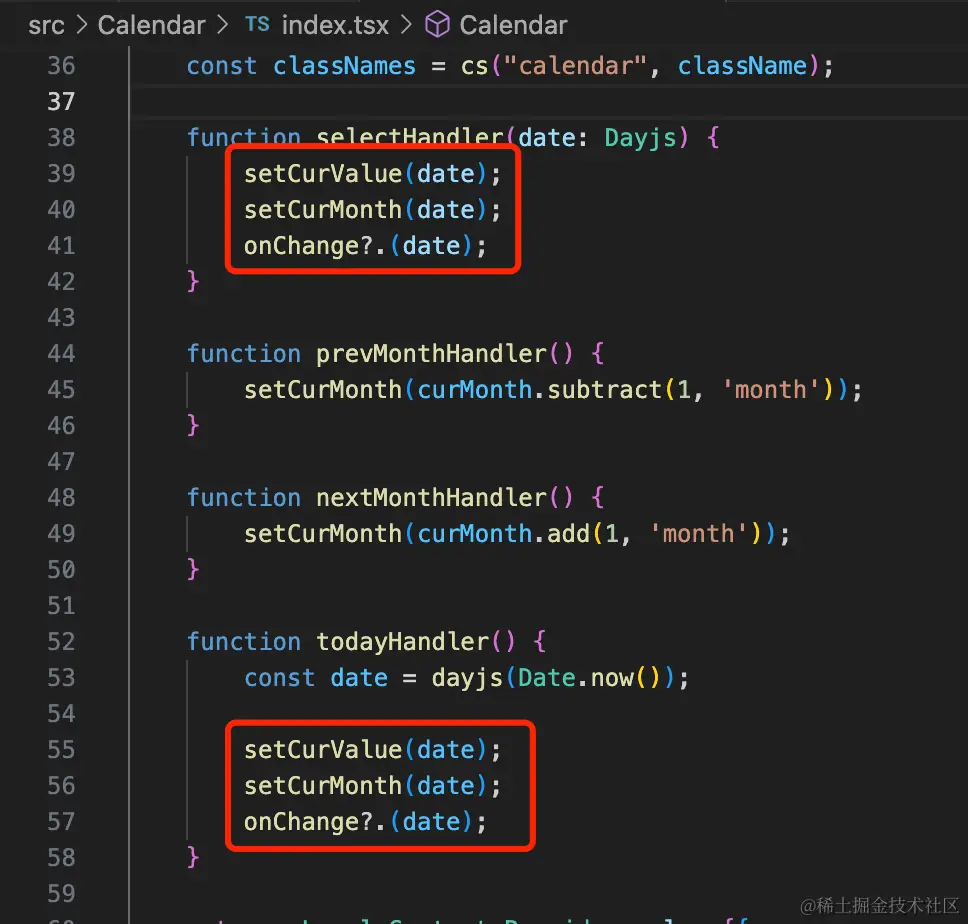 src > Calendar > TS index.tsx > Calendar
36 const classNames = cs("calendar", className);
37
38 function selectHandler(date: Dayjs) {
39 setCurValue(date);
40 setCurMonth(date);
41 onChange?.(date);
42 }
43
44 function prevMonthHandler() {
45 setCurMonth(curMonth.subtract(1, 'month'));
46 }
47
48 function nextMonthHandler() {
49 setCurMonth(curMonth.add(1, 'month'));
50 }
51
52 function todayHandler() {
53 const date = dayjs(Date.now());
54
55 setCurValue(date);
56 setCurMonth(date);
57 onChange?.(date);
58 }
59
@稀土掘金技术社区